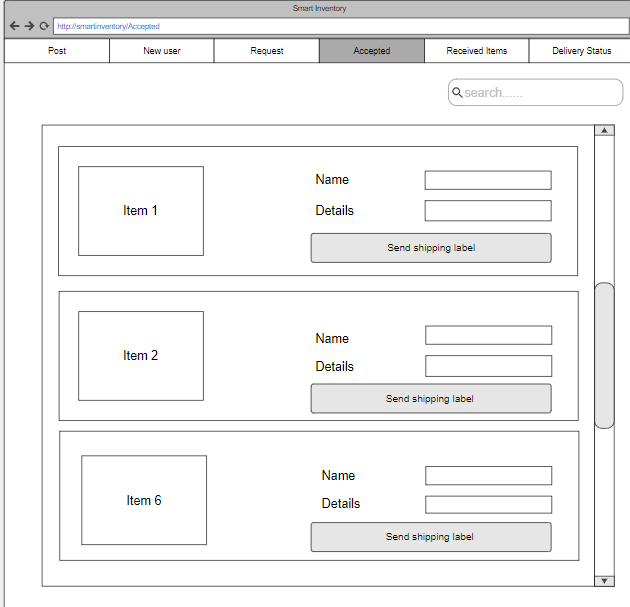 Smart Inventory
http://smartinventory/Accepted
Post New user Request Accepted Received Items Delivery Status
search......
Item 1
Name
Details
Send shipping label
Item 2
Name
Details
Send shipping label
Item 6
Name
Details
Send shipping label